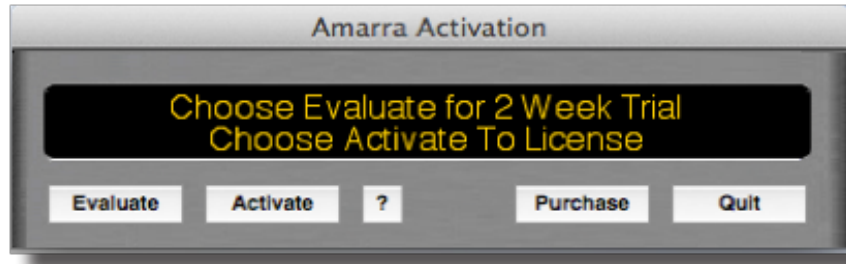 Amarra Activation
Choose Evaluate for 2 Week Trial
Choose Activate To License
Evaluate Activate ? Purchase Quit